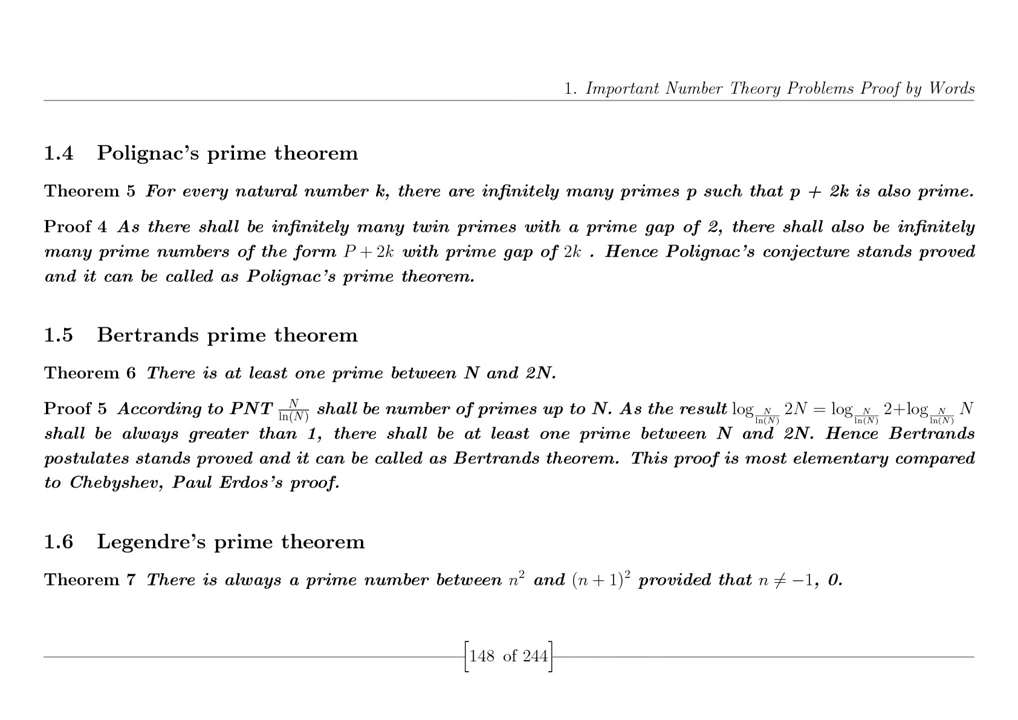 1. Important Number Theory Problems Proof by Words
1.4 Polignac's prime theorem
Theorem 5 For every natural number k, there are infinitely many primes p such that p + 2k is also prime.
Proof 4 As there shall be infinitely many twin primes with a prime gap of 2, there shall also be infinitely
many prime numbers of the form P + 2k with prime gap of 2k . Hence Polignac's conjecture stands proved
and it can be called as Polignac's prime theorem.
1.5 Bertrands prime theorem
Theorem 6 There is at least one prime between N and 2N.
Proof 5 According to PNT \frac{N}{\ln(N)} shall be number of primes up to N. As the result \log_{\frac{N}{\ln(N)}} 2N = \log_{\frac{N}{\ln(N)}} 2+\log_{\frac{N}{\ln(N)}} N
shall be always greater than 1, there shall be at least one prime between N and 2N. Hence Bertrands
postulates stands proved and it can be called as Bertrands theorem. This proof is most elementary compared
to Chebyshev, Paul Erdos's proof.
1.6 Legendre's prime theorem
Theorem 7 There is always a prime number between n² and (n + 1)² provided that n ≠ −1, 0.
[148 of 244]